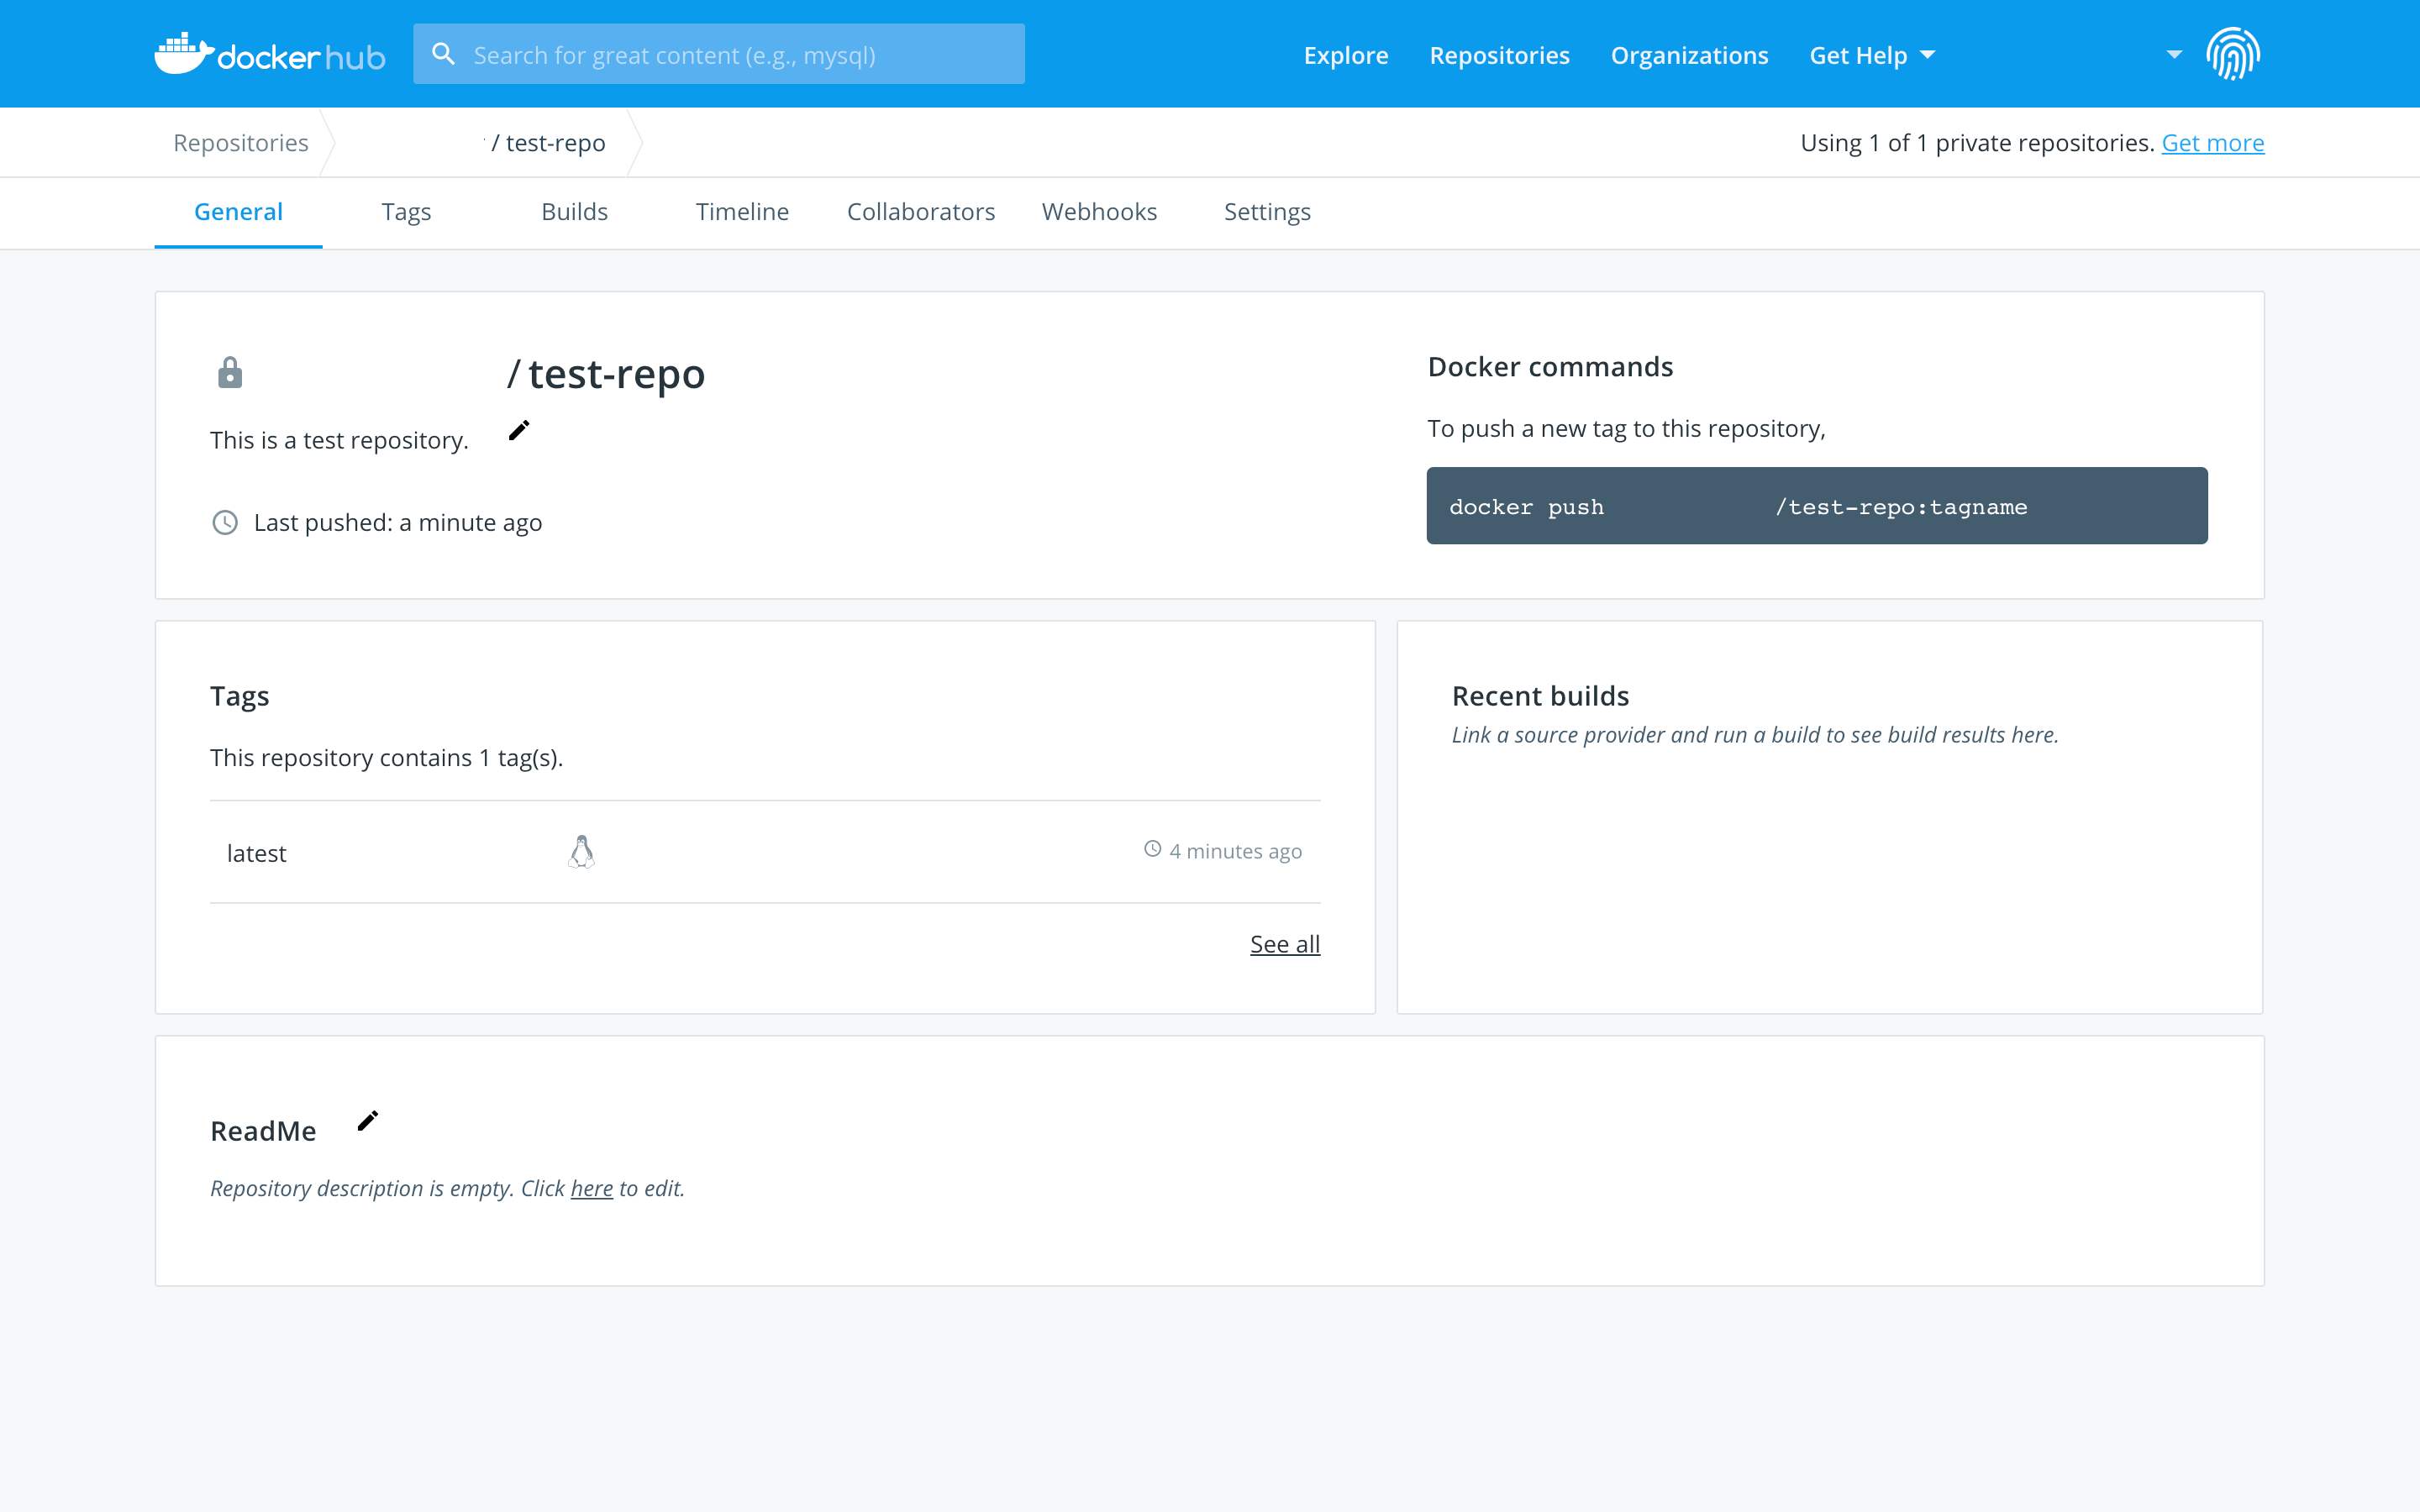 docker hub
Search for great content (e.g., mysql)
Explore Repositories Organizations Get Help
Repositories / test-repo Using 1 of 1 private repositories. Get more
General Tags Builds Timeline Collaborators Webhooks Settings
/ test-repo
This is a test repository.
Last pushed: a minute ago
Docker commands
To push a new tag to this repository,
docker push /test-repo:tagname
Tags
This repository contains 1 tag(s).
latest 4 minutes ago
See all
Recent builds
Link a source provider and run a build to see build results here.
ReadMe
Repository description is empty. Click here to edit.